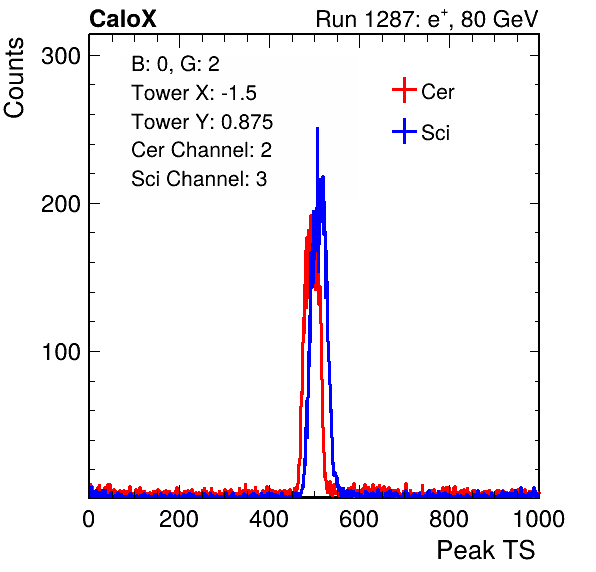 CaloX Run 1287: e⁺, 80 GeV
Counts
B: 0, G: 2
Tower X: -1.5
Tower Y: 0.875
Cer Channel: 2
Sci Channel: 3
Cer
Sci
300
200
100
0 200 400 600 800 1000
Peak TS